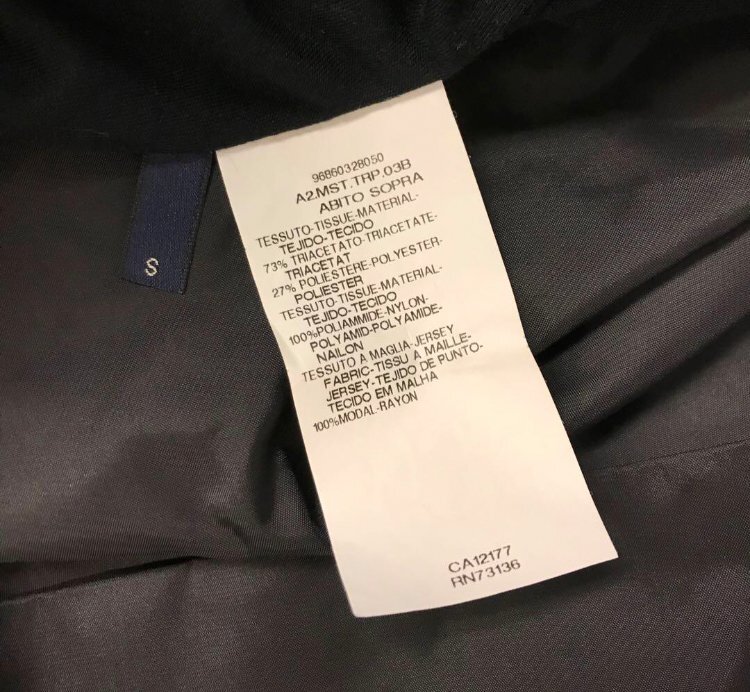 S
96860328050
A2.MST.TRP.03B
ABITO SOPRA
TESSUTO-TISSUE-MATERIAL-
TEJIDO-TECIDO
73% TRIACETATO-TRIACETATE-
TRIACETAT
27% POLIESTERE-POLYESTER-
POLIESTER
TESSUTO-TISSUE-MATERIAL-
TEJIDO-TECIDO
100%POLIAMMIDE-NYLON-
POLYAMID-POLYAMIDE-
NAILON
TESSUTO A MAGLIA-JERSEY
FABRIC-TISSU A MAILLE-
JERSEY-TEJIDO DE PUNTO-
TECIDO EM MALHA
100%MODAL-RAYON
CA12177
RN73136